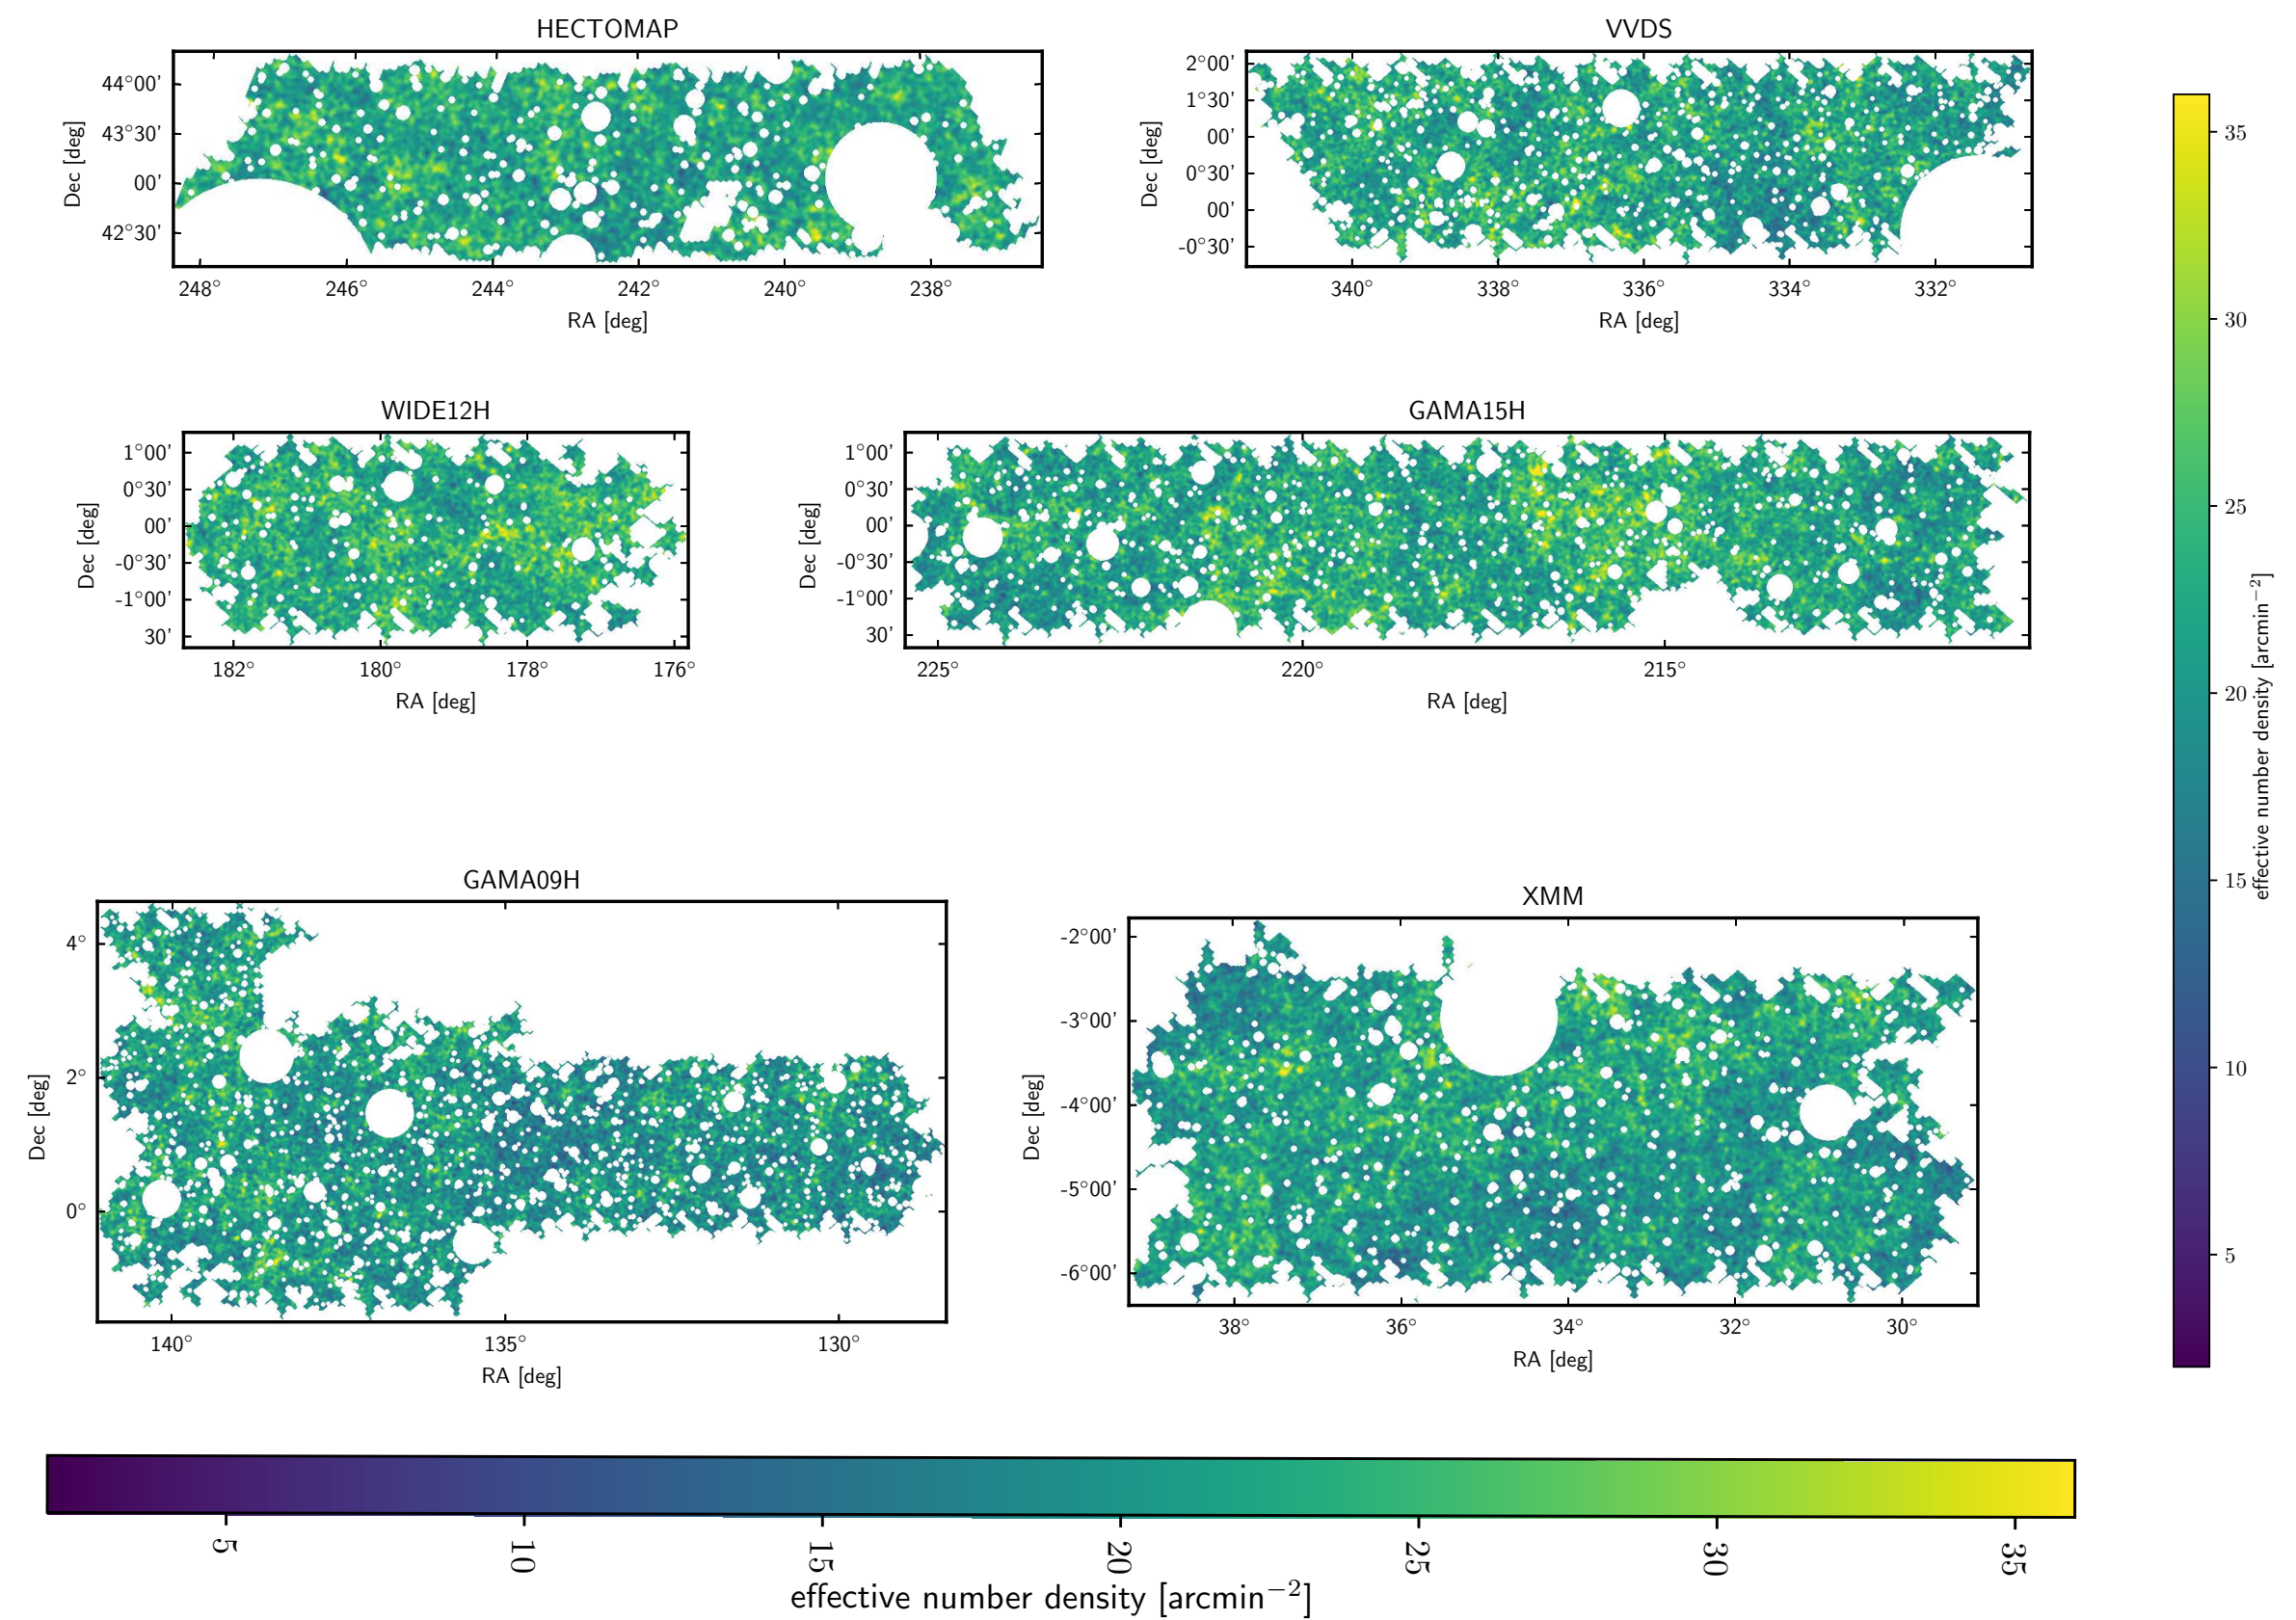 HECTOMAP
44°00'
43°30'
00'
42°30'
Dec [deg]
248° 246° 244° 242° 240° 238°
RA [deg]
VVDS
2°00'
1°30'
00'
0°30'
00'
-0°30'
Dec [deg]
340° 338° 336° 334° 332°
RA [deg]
WIDE12H
1°00'
0°30'
00'
-0°30'
-1°00'
30'
Dec [deg]
182° 180° 178° 176°
RA [deg]
GAMA15H
1°00'
0°30'
00'
-0°30'
-1°00'
30'
Dec [deg]
225° 220° 215°
RA [deg]
GAMA09H
4°
2°
0°
Dec [deg]
140° 135° 130°
RA [deg]
XMM
-2°00'
-3°00'
-4°00'
-5°00'
-6°00'
Dec [deg]
38° 36° 34° 32° 30°
RA [deg]
35
30
25
20
15
10
5
effective number density [arcmin⁻²]
5 10 15 20 25 30 35
effective number density [arcmin⁻²]